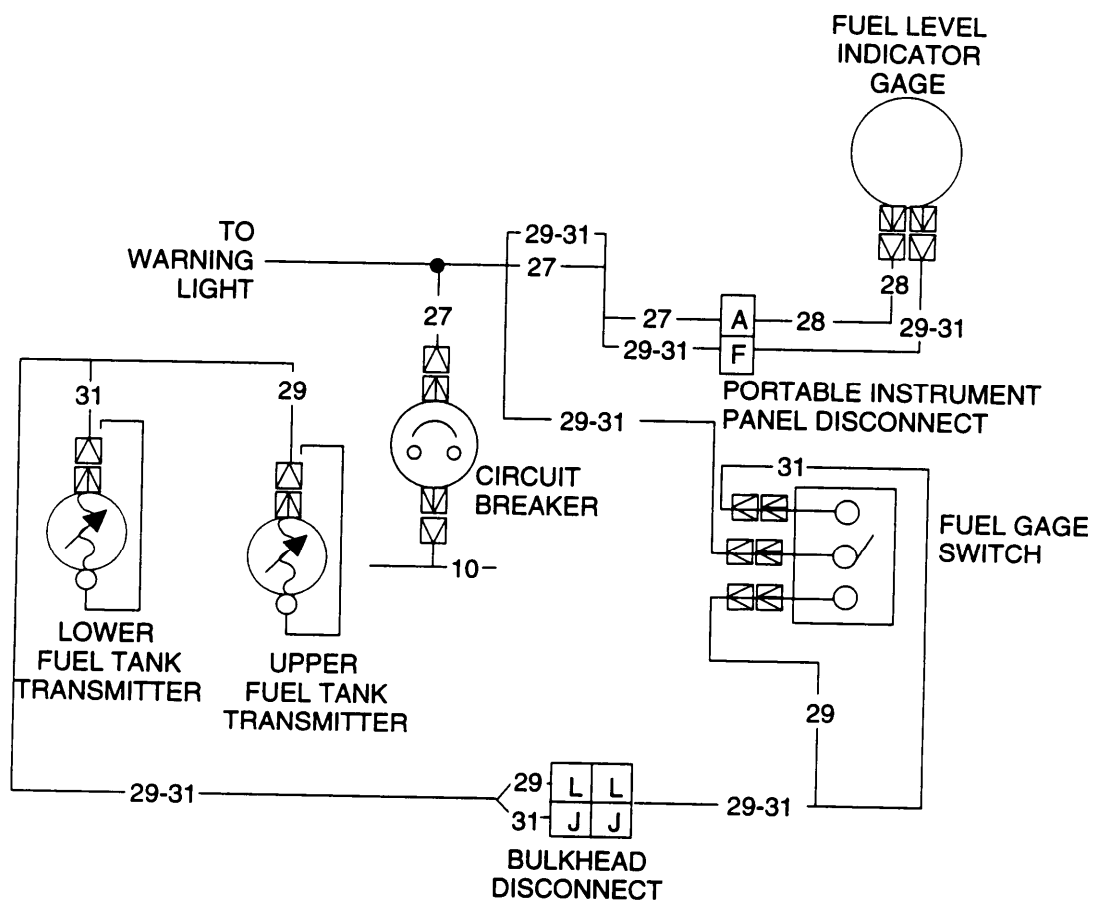 FUEL LEVEL
INDICATOR
GAGE
TO
WARNING
LIGHT
29-31
27
27
28
27
A
28
29-31
29-31
F
PORTABLE INSTRUMENT
PANEL DISCONNECT
31
29
29-31
CIRCUIT
BREAKER
31
FUEL GAGE
SWITCH
10
LOWER
FUEL TANK
TRANSMITTER
UPPER
FUEL TANK
TRANSMITTER
29
29-31
29
L L
31
J J
29-31
BULKHEAD
DISCONNECT